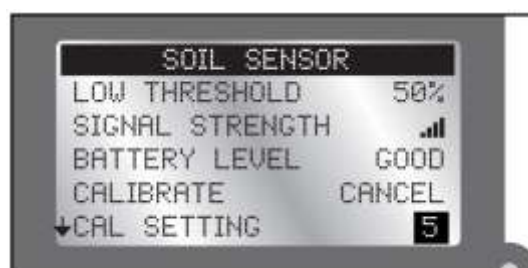 SOIL SENSOR
LOW THRESHOLD 50%
SIGNAL STRENGTH
BATTERY LEVEL GOOD
CALIBRATE CANCEL
↓CAL SETTING 5